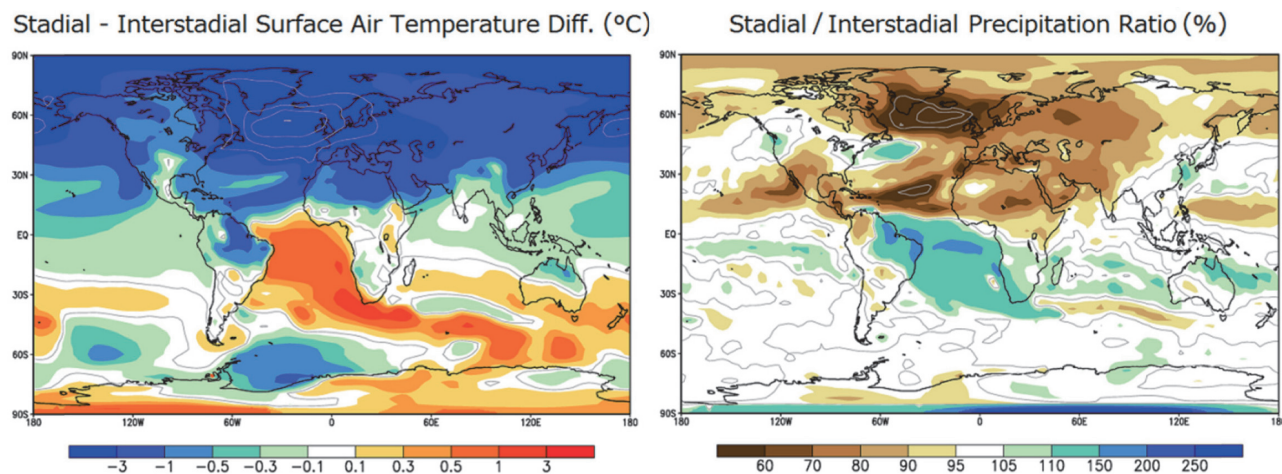 Stadial - Interstadial Surface Air Temperature Diff. (°C)
90N
60N
30N
EQ
30S
60S
90S
180 120W 60W 0 60E 120E 180
−3 −1 −0.5 −0.3 −0.1 0.1 0.3 0.5 1 3
Stadial / Interstadial Precipitation Ratio (%)
90N
60N
30N
EQ
30S
60S
90S
180 120W 60W 0 60E 120E 180
60 70 80 90 95 105 110 150 200 250